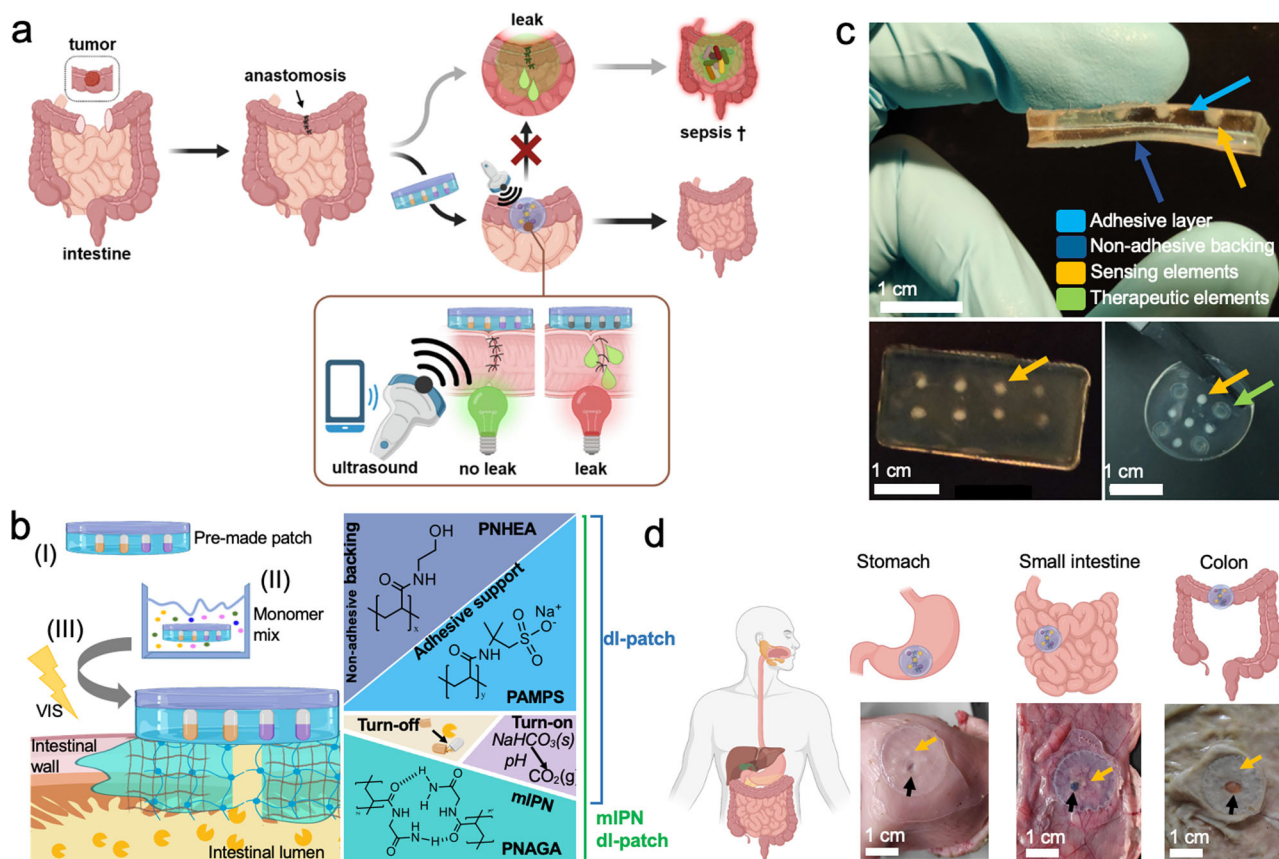 a
tumor
anastomosis
intestine
leak
sepsis †
ultrasound
no leak
leak
b
(I)
Pre-made patch
(II)
Monomer
mix
(III)
VIS
Intestinal
wall
Intestinal lumen
Non-adhesive backing
PNHEA
OH
O
NH
x
Adhesive support
O
NH
O
S
O
O-
Na+
y
PAMPS
Turn-off
Turn-on
NaHCO3(s)
pH
CO2(g)
mIPN
PNAGA
dl-patch
mIPN
dl-patch
c
Adhesive layer
Non-adhesive backing
Sensing elements
Therapeutic elements
1 cm
1 cm
1 cm
d
Stomach
Small intestine
Colon
1 cm
1 cm
1 cm